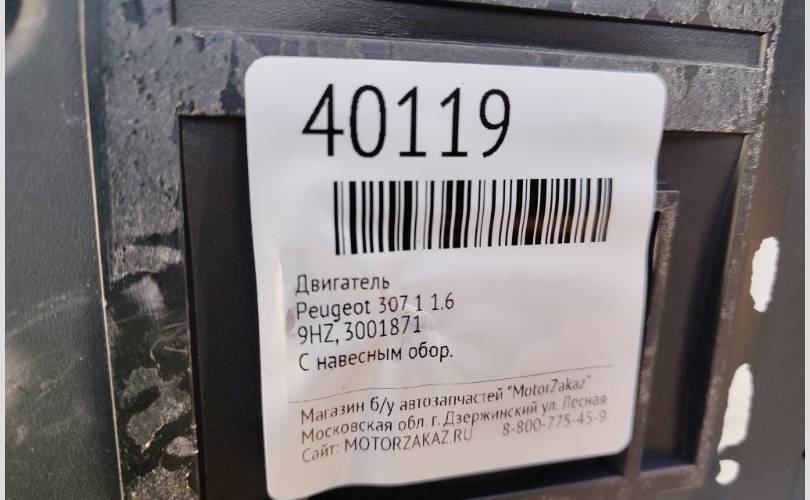 40119
Двигатель
Peugeot 307 1 1.6
9HZ, 3001871
С навесным обор.
Магазин б/у автозапчастей "MotorZakaz"
Московская обл. г. Дзержинский ул. Лесная
Сайт: MOTORZAKAZ.RU 8-800-775-45-9